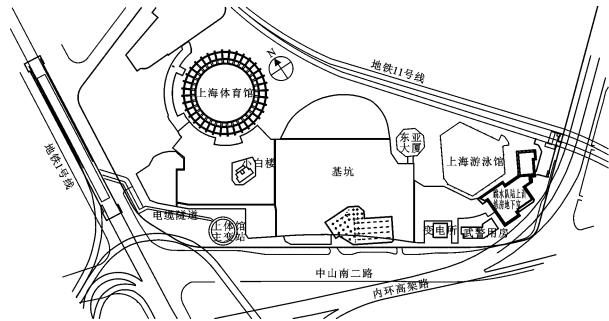 地铁11号线
N
上海体育馆
东亚
大厦
小白楼
上海游泳馆
基坑
地铁1号线
电缆隧道
上体馆
主变站
变电所
武警用房
中山南二路
内环高架路